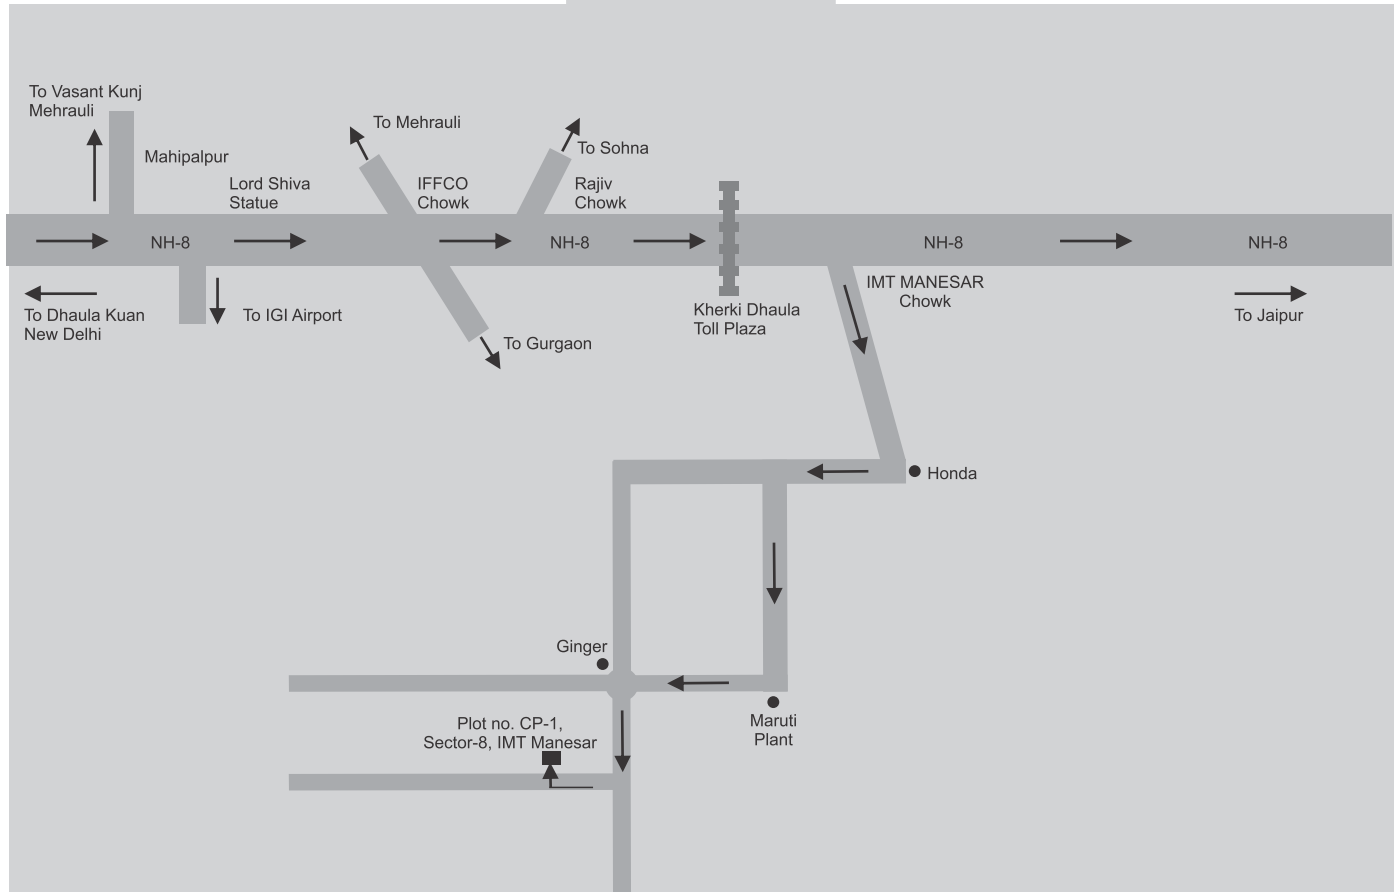 To Vasant Kunj
Mehrauli
To Mehrauli
To Sohna
Mahipalpur
Lord Shiva
Statue
IFFCO
Chowk
Rajiv
Chowk
NH-8
NH-8
NH-8
NH-8
IMT MANESAR
Chowk
To Dhaula Kuan
New Delhi
To IGI Airport
Kherki Dhaula
Toll Plaza
To Jaipur
To Gurgaon
Honda
Ginger
Maruti
Plant
Plot no. CP-1,
Sector-8, IMT Manesar